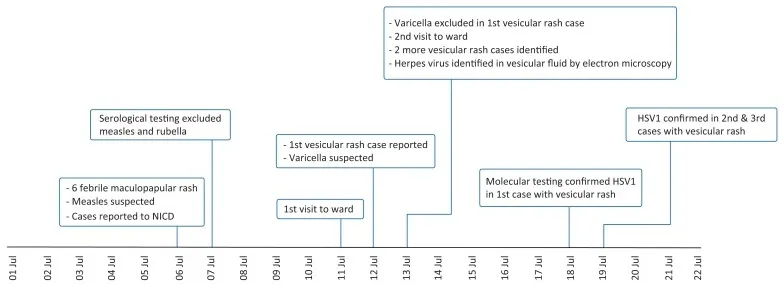 - Varicella excluded in 1st vesicular rash case
- 2nd visit to ward
- 2 more vesicular rash cases identified
- Herpes virus identified in vesicular fluid by electron microscopy
Serological testing excluded
measles and rubella
HSV1 confirmed in 2nd & 3rd
cases with vesicular rash
- 1st vesicular rash case reported
- Varicella suspected
- 6 febrile maculopapular rash
- Measles suspected
- Cases reported to NICD
1st visit to ward
Molecular testing confirmed HSV1
in 1st case with vesicular rash
01 Jul
02 Jul
03 Jul
04 Jul
05 Jul
06 Jul
07 Jul
08 Jul
09 Jul
10 Jul
11 Jul
12 Jul
13 Jul
14 Jul
15 Jul
16 Jul
17 Jul
18 Jul
19 Jul
20 Jul
21 Jul
22 Jul